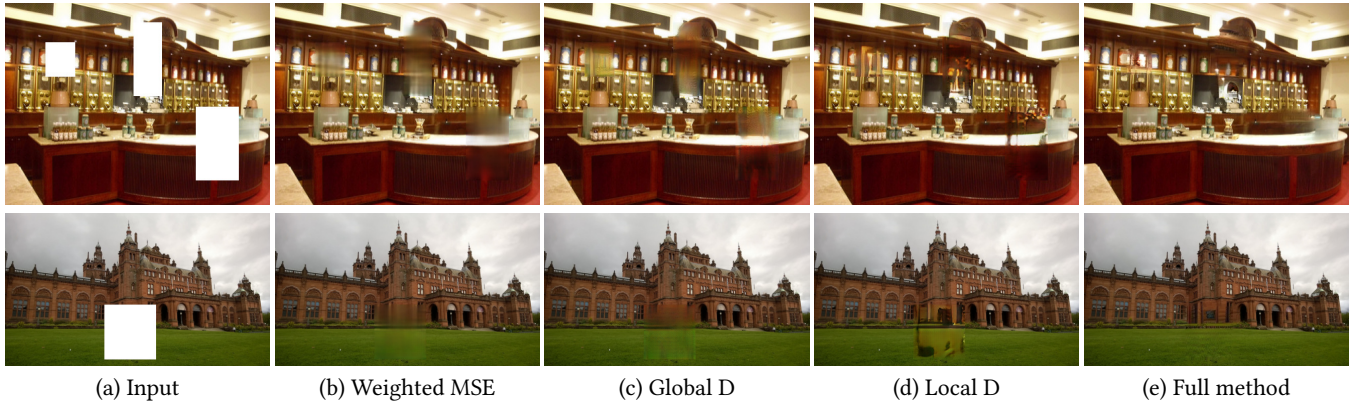 (a) Input
(b) Weighted MSE
(c) Global D
(d) Local D
(e) Full method